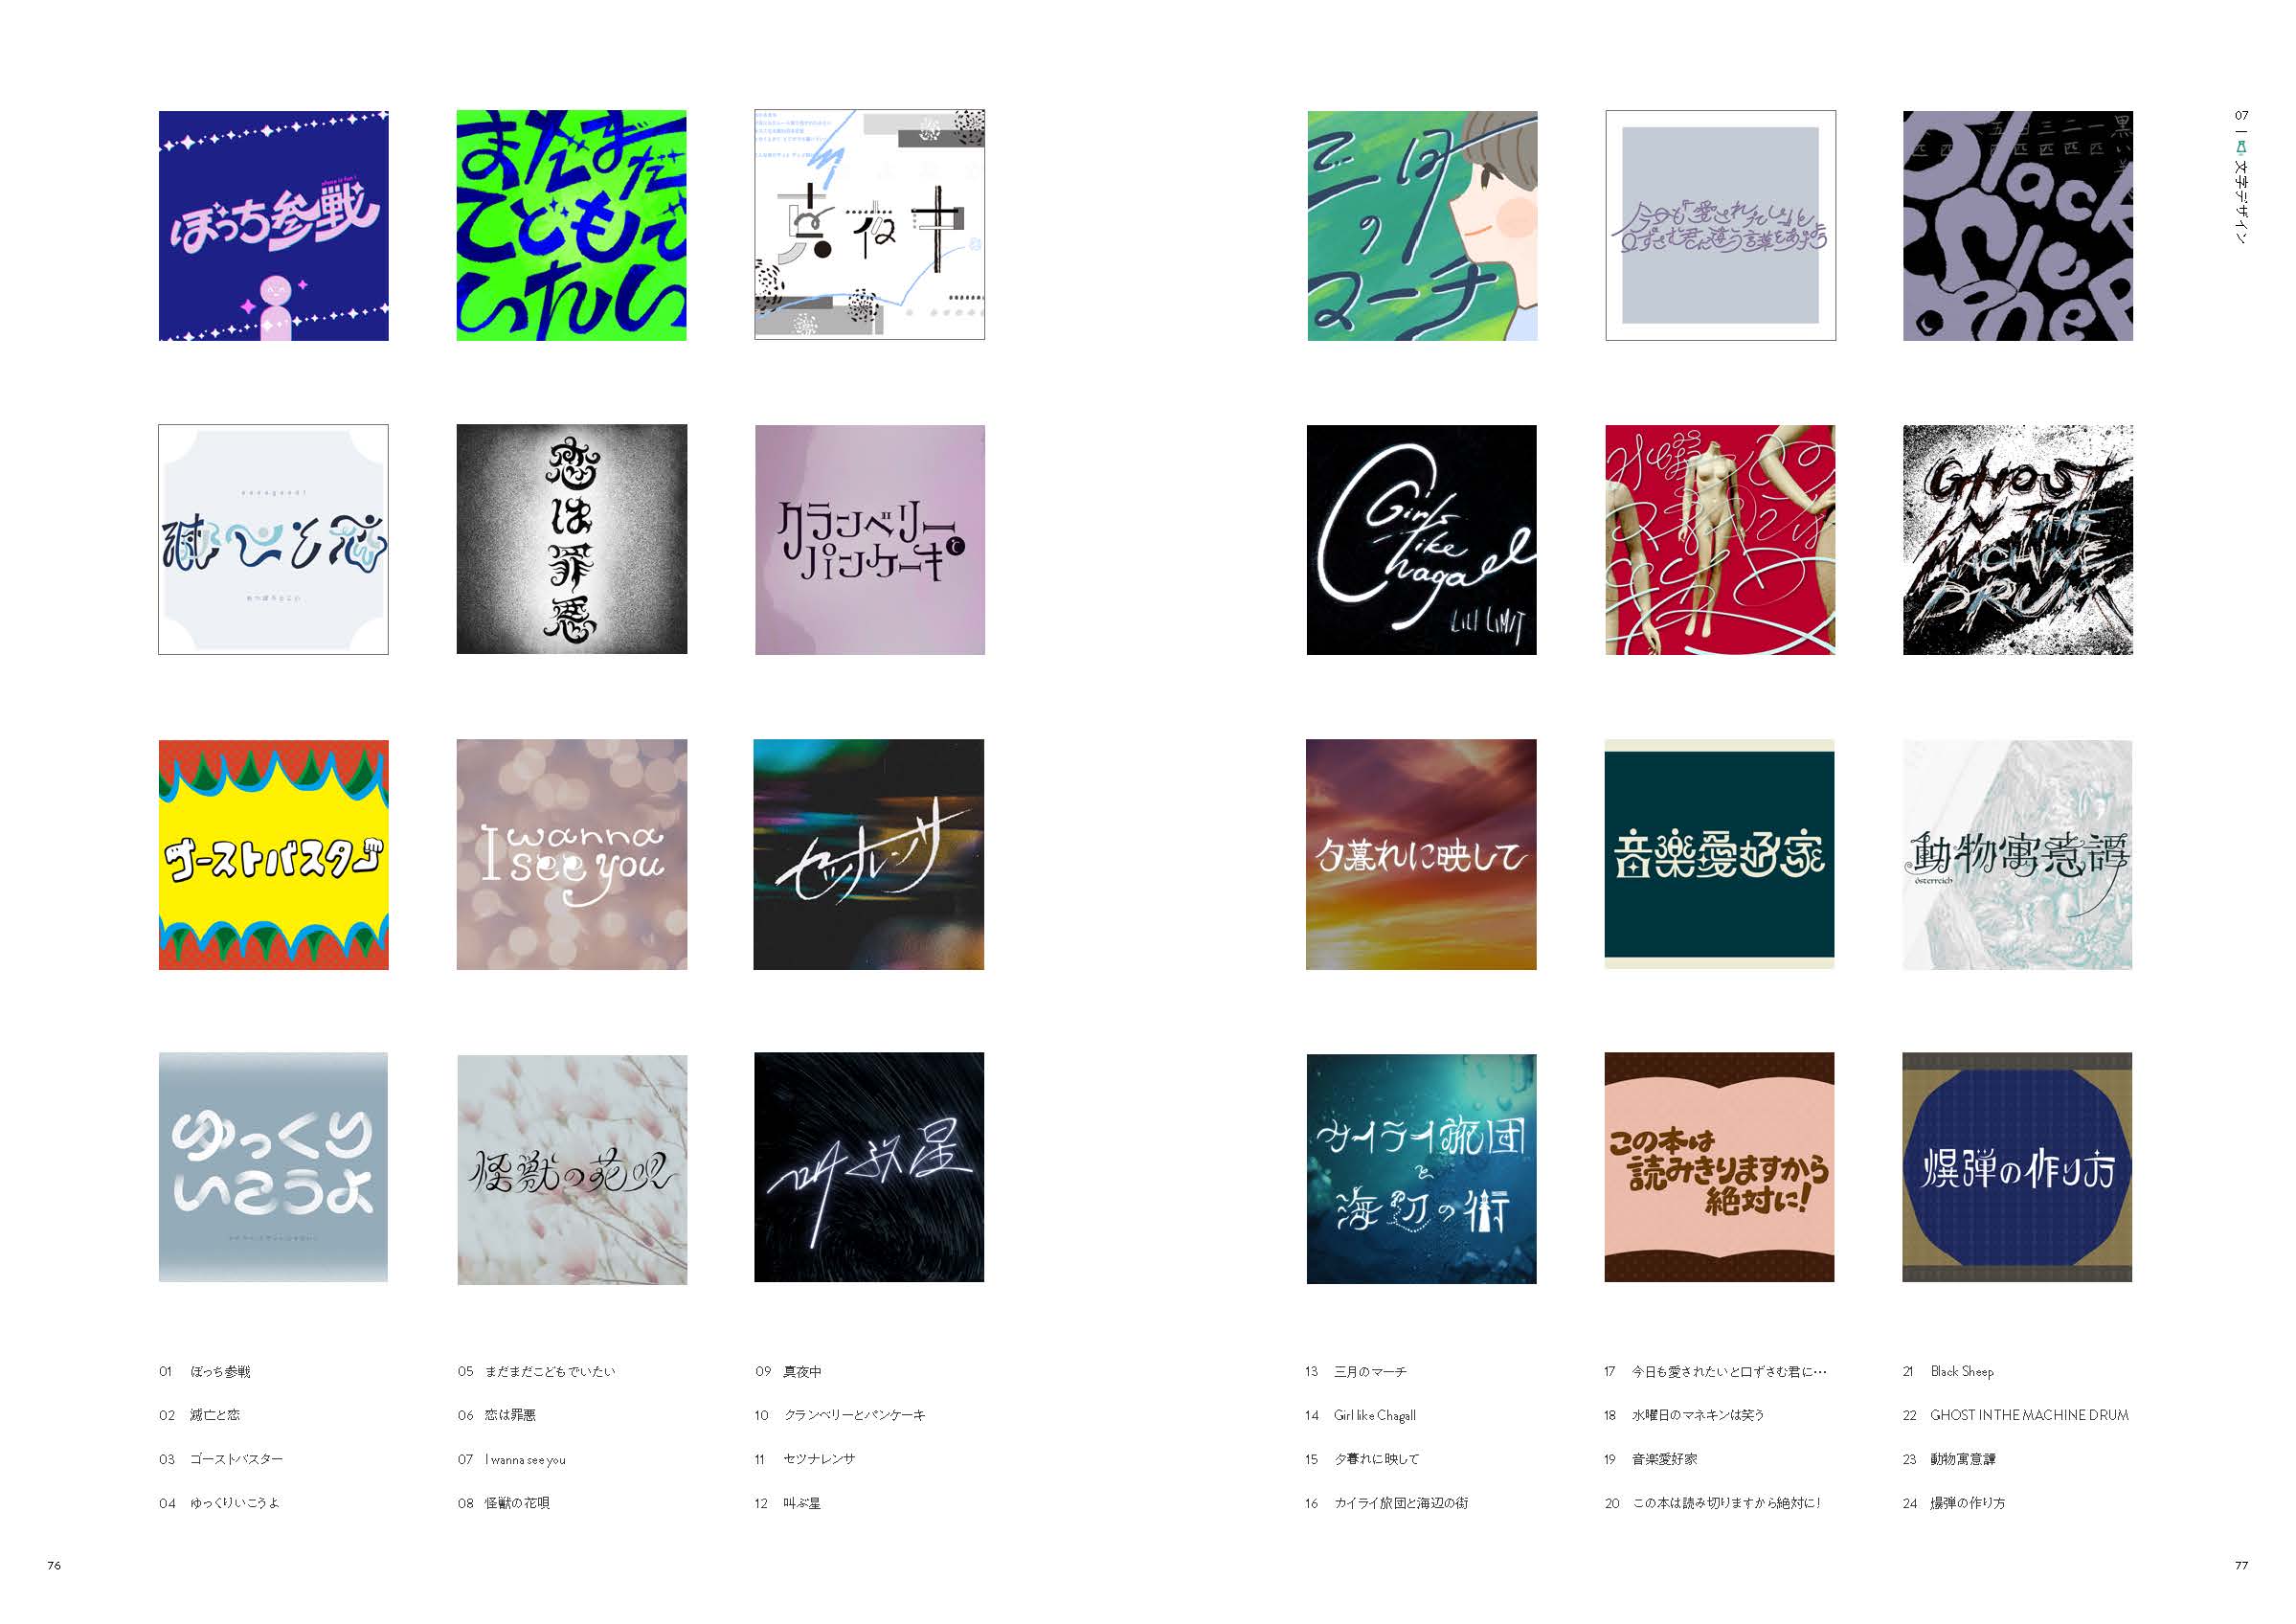 07 | 文字デザイン
ぼっち参戦
まだまだ
こどもで
いたい
真夜中
滅亡と恋
恋は罪悪
クランベリー
と
パンケーキ
ゴーストバスター
I wanna
see you
セツナレンサ
ゆっくり
いこうよ
怪獣の花唄
叫ぶ星
01 ぼっち参戦
02 滅亡と恋
03 ゴーストバスター
04 ゆっくりいこうよ
05 まだまだこどもでいたい
06 恋は罪悪
07 I wanna see you
08 怪獣の花唄
09 真夜中
10 クランベリーとパンケーキ
11 セツナレンサ
12 叫ぶ星
76
三月
の
マーチ
今日も「愛されたい」と
口ずさむ君に違う言葉をあげよう
Black
Sheep
Girls
like
Chagall
LILI LIMIT
GHOST
IN THE
MACHINE
DRUM
夕暮れに映して
音楽愛好家
動物寓意譚
österreich
カイライ旅団
と
海辺の街
この本は
読みきりますから
絶対に!
爆弾の作り方
13 三月のマーチ
14 Girl like Chagall
15 夕暮れに映して
16 カイライ旅団と海辺の街
17 今日も愛されたいと口ずさむ君に…
18 水曜日のマネキンは笑う
19 音楽愛好家
20 この本は読み切りますから絶対に!
21 Black Sheep
22 GHOST IN THE MACHINE DRUM
23 動物寓意譚
24 爆弾の作り方
77